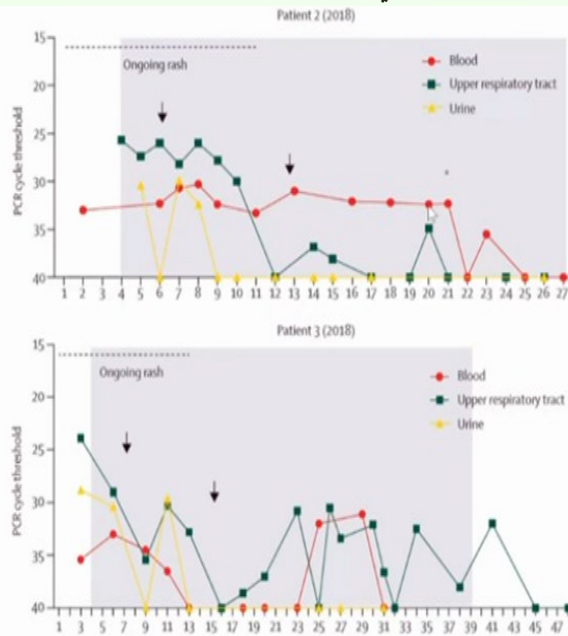 Patient 2 (2018)
15
20
25
30
35
40
PCR cycle threshold
Ongoing rash
Blood
Upper respiratory tract
Urine
1 2 3 4 5 6 7 8 9 10 11 12 13 14 15 16 17 18 19 20 21 22 23 24 25 26 27
Patient 3 (2018)
15
20
25
30
35
40
PCR cycle threshold
Ongoing rash
Blood
Upper respiratory tract
Urine
1 3 5 7 9 11 13 15 17 19 21 23 25 27 29 31 33 35 37 39 41 43 45 47